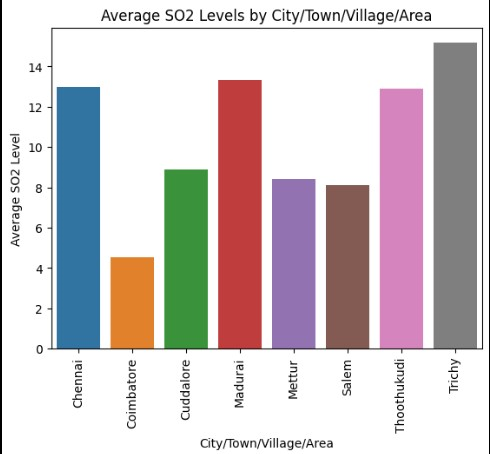 Average SO2 Levels by City/Town/Village/Area
Average SO2 Level
14
12
10
8
6
4
2
0
Chennai
Coimbatore
Cuddalore
Madurai
Mettur
Salem
Thoothukudi
Trichy
City/Town/Village/Area